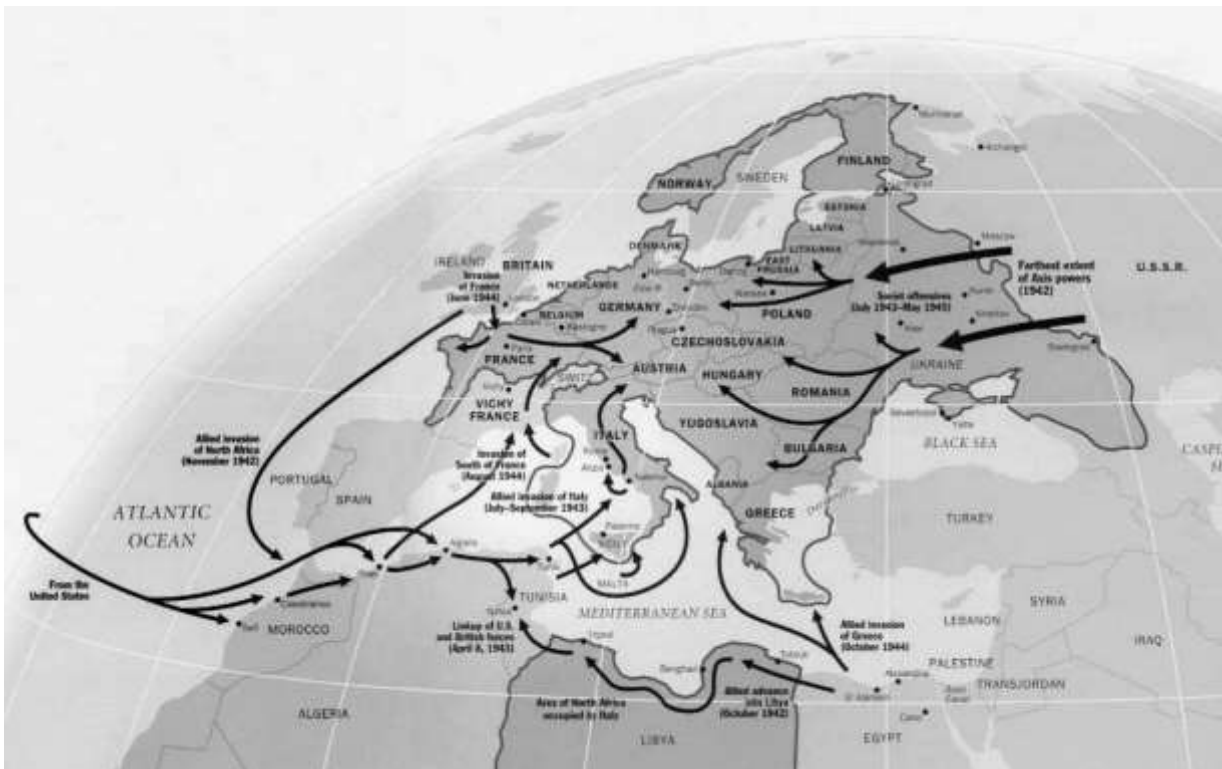 Murmansk
Archangel
FINLAND
SWEDEN
NORWAY
ESTONIA
LATVIA
LITHUANIA
Moscow
DENMARK
EAST
PRUSSIA
IRELAND
BRITAIN
Hamburg
Danzig
U.S.S.R.
Farthest extent
of Axis powers
(1942)
Invasion
of France
(June 1944)
NETHERLANDS
London
Berlin
GERMANY
Warsaw
POLAND
Soviet offensives
(July 1943–May 1945)
Kursk
BELGIUM
Dresden
Bastogne
Prague
CZECHOSLOVAKIA
Kiev
Paris
FRANCE
SWITZ.
AUSTRIA
HUNGARY
UKRAINE
Vichy
VICHY
FRANCE
ROMANIA
Sevastopol
Yalta
YUGOSLAVIA
BLACK SEA
ITALY
BULGARIA
Allied invasion
of North Africa
(November 1942)
Invasion of
South of France
(August 1944)
Rome
Anzio
ALBANIA
PORTUGAL
SPAIN
Allied invasion of Italy
(July–September 1943)
GREECE
TURKEY
ATLANTIC
OCEAN
Palermo
SICILY
Algiers
Tunis
MALTA
From the
United States
Casablanca
TUNISIA
MEDITERRANEAN SEA
SYRIA
LEBANON
IRAQ
MOROCCO
Linkup of U.S.
and British forces
(April 8, 1943)
Tripoli
Allied invasion
of Greece
(October 1944)
PALESTINE
TRANSJORDAN
Tobruk
Benghazi
Alexandria
El Alamein
Suez
Canal
Cairo
ALGERIA
Area of North Africa
occupied by Italy
Allied advance
into Libya
(October 1942)
LIBYA
EGYPT